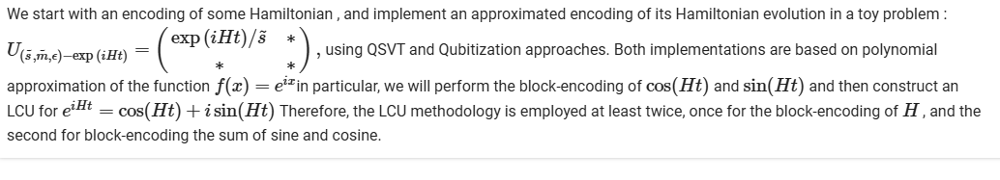 We start with an encoding of some Hamiltonian , and implement an approximated encoding of its Hamiltonian evolution in a toy problem :
U_{(s̃,m̃,ϵ)−exp (iHt)} = \begin{pmatrix} exp (iHt)/s̃ & * \\ * & * \end{pmatrix} , using QSVT and Qubitization approaches. Both implementations are based on polynomial
approximation of the function f(x) = e^{ix} in particular, we will perform the block-encoding of cos(Ht) and sin(Ht) and then construct an
LCU for e^{iHt} = cos(Ht) + i sin(Ht) Therefore, the LCU methodology is employed at least twice, once for the block-encoding of H , and the
second for block-encoding the sum of sine and cosine.